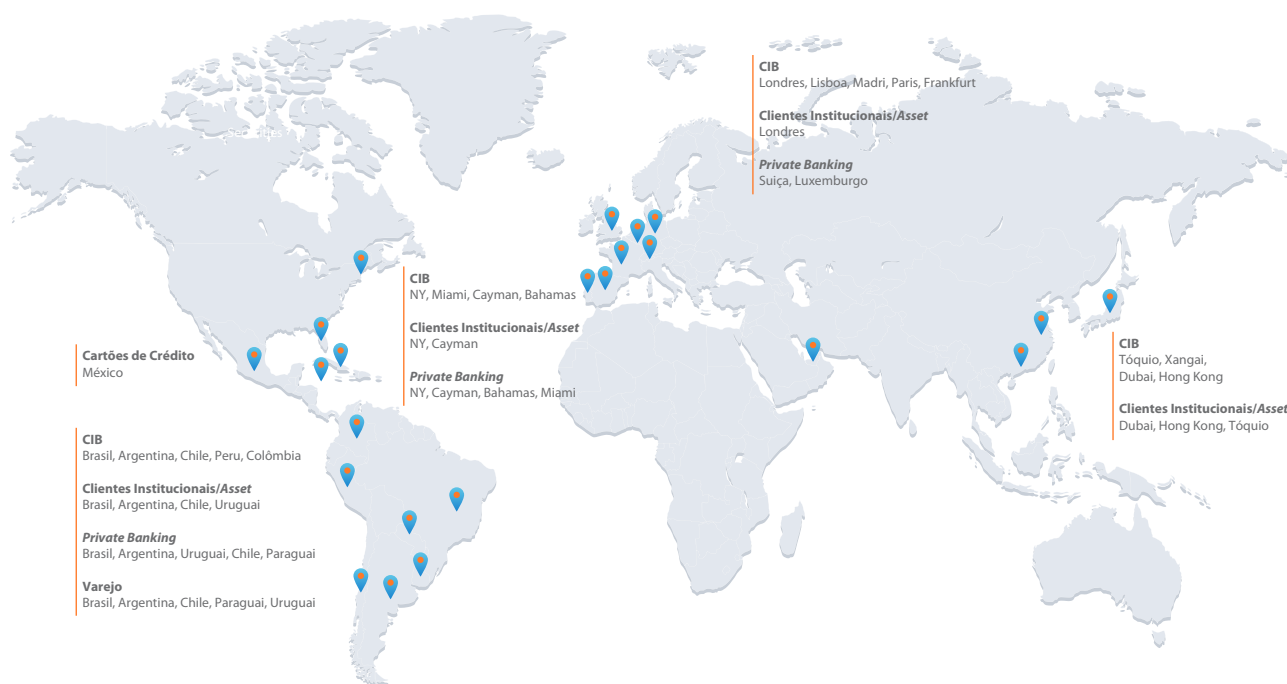 CIB
Londres, Lisboa, Madri, Paris, Frankfurt
Clientes Institucionais/Asset
Londres
Private Banking
Suiça, Luxemburgo
Securities
CIB
NY, Miami, Cayman, Bahamas
Clientes Institucionais/Asset
NY, Cayman
Private Banking
NY, Cayman, Bahamas, Miami
Cartões de Crédito
México
CIB
Tóquio, Xangai,
Dubai, Hong Kong
Clientes Institucionais/Asset
Dubai, Hong Kong, Tóquio
CIB
Brasil, Argentina, Chile, Peru, Colômbia
Clientes Institucionais/Asset
Brasil, Argentina, Chile, Uruguai
Private Banking
Brasil, Argentina, Uruguai, Chile, Paraguai
Varejo
Brasil, Argentina, Chile, Paraguai, Uruguai